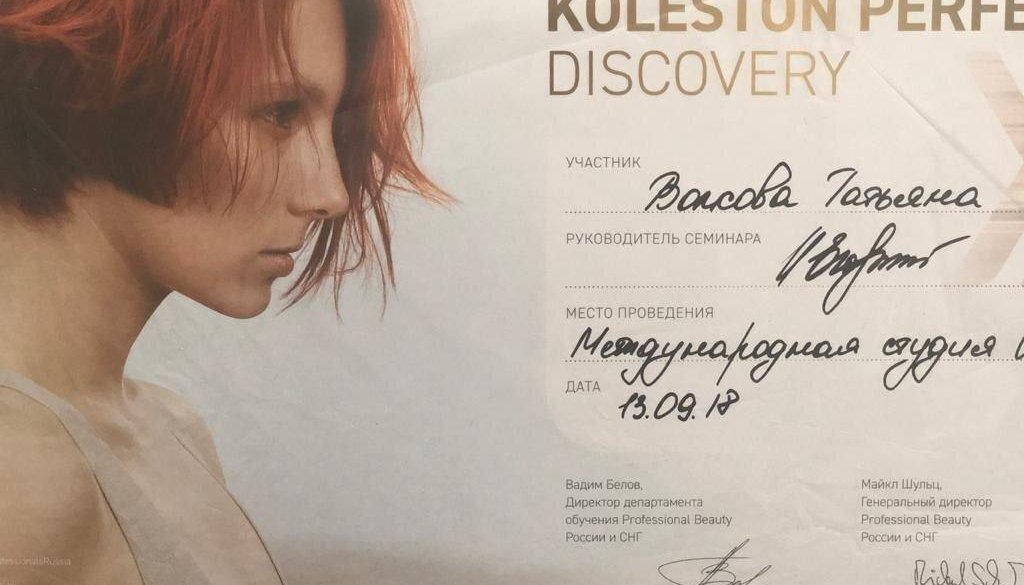 KOLESTON PERFE
DISCOVERY
УЧАСТНИК
Волкова Татьяна
РУКОВОДИТЕЛЬ СЕМИНАРА
МЕСТО ПРОВЕДЕНИЯ
Международная студия
ДАТА
13.09.18
Вадим Белов,
Директор департамента
обучения Professional Beauty
России и СНГ
Майкл Шульц,
Генеральный директор
Professional Beauty
России и СНГ